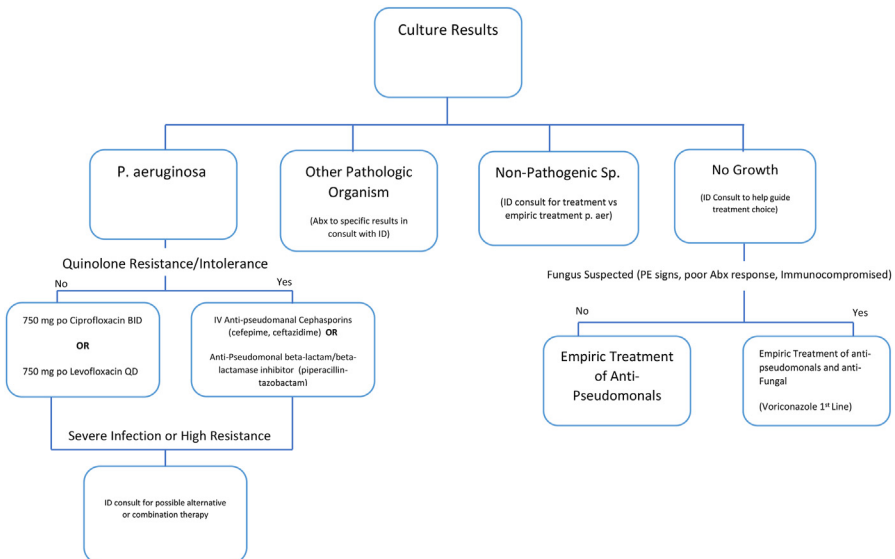 Culture Results
P. aeruginosa
Other Pathologic
Organism
(Abx to specific results in
consult with ID)
Non-Pathogenic Sp.
(ID consult for treatment vs
empiric treatment p. aer)
No Growth
(ID Consult to help guide
treatment choice)
Quinolone Resistance/Intolerance
No
Yes
Fungus Suspected (PE signs, poor Abx response, Immunocompromised)
No
Yes
750 mg po Ciprofloxacin BID
OR
750 mg po Levofloxacin QD
IV Anti-pseudomanal Cephasporins
(cefepime, ceftazidime) OR
Anti-Pseudomonal beta-lactam/beta-
lactamase inhibitor (piperacillin-
tazobactam)
Empiric Treatment
of Anti-
Pseudomonals
Empiric Treatment of anti-
pseudomonals and anti-
Fungal
(Voriconazole 1st Line)
Severe Infection or High Resistance
ID consult for possible alternative
or combination therapy